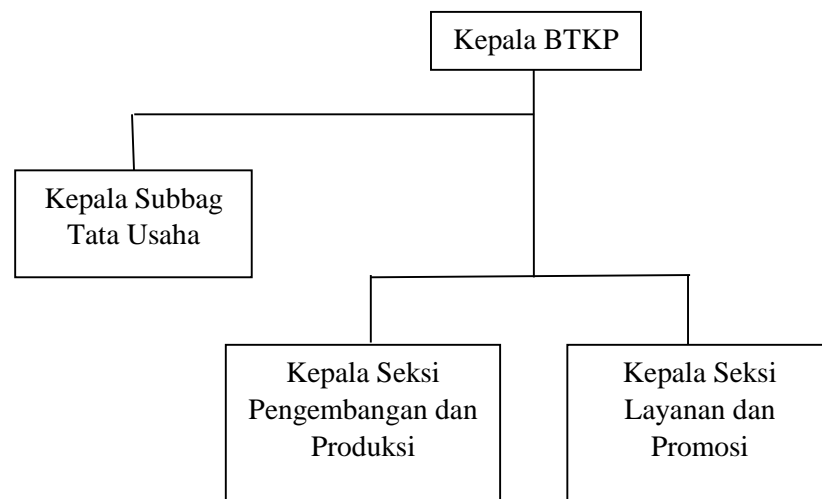 Kepala BTKP
Kepala Subbag
Tata Usaha
Kepala Seksi
Pengembangan dan
Produksi
Kepala Seksi
Layanan dan
Promosi